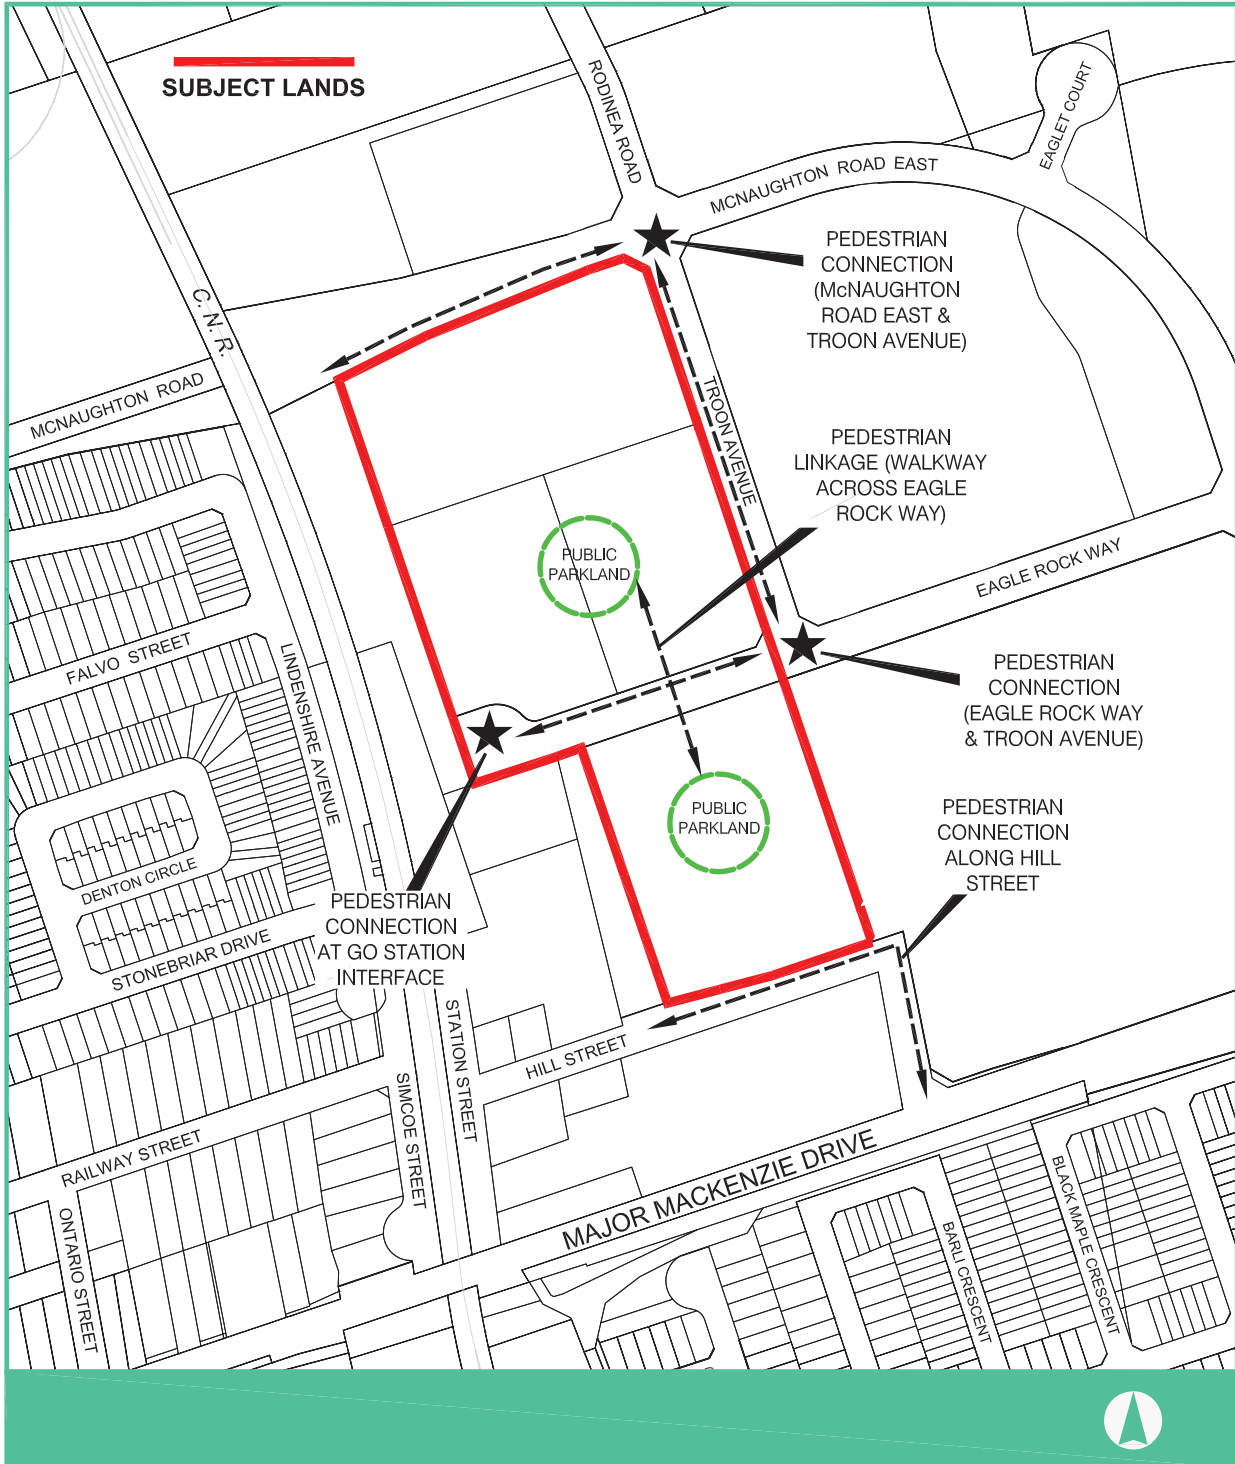 SUBJECT LANDS
RODINEA ROAD
EAGLET COURT
MCNAUGHTON ROAD EAST
PEDESTRIAN
CONNECTION
(McNAUGHTON
ROAD EAST &
TROON AVENUE)
C. N. R.
MCNAUGHTON ROAD
TROON AVENUE
PEDESTRIAN
LINKAGE (WALKWAY
ACROSS EAGLE
ROCK WAY)
PUBLIC
PARKLAND
EAGLE ROCK WAY
FALVO STREET
LINDENSHIRE AVENUE
PEDESTRIAN
CONNECTION
(EAGLE ROCK WAY
& TROON AVENUE)
PUBLIC
PARKLAND
PEDESTRIAN
CONNECTION
ALONG HILL
STREET
DENTON CIRCLE
STONEBRIAR DRIVE
PEDESTRIAN
CONNECTION
AT GO STATION
INTERFACE
STATION STREET
HILL STREET
SIMCOE STREET
RAILWAY STREET
MAJOR MACKENZIE DRIVE
ONTARIO STREET
BARLI CRESCENT
BLACK MAPLE CRESCENT